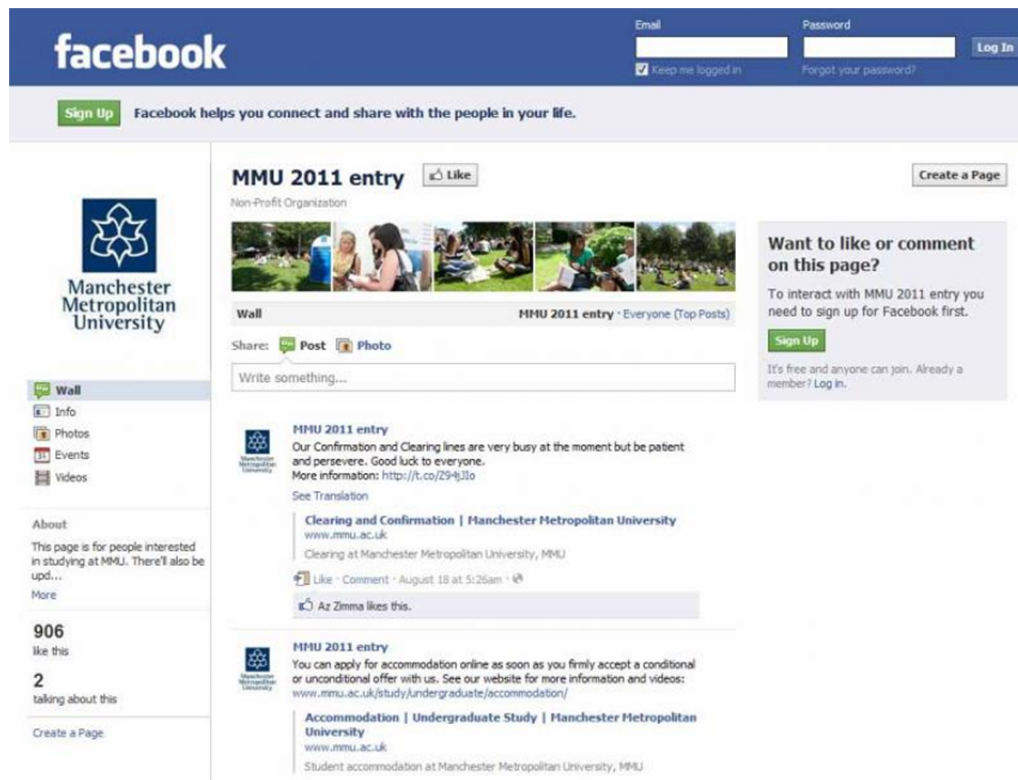 facebook
Email
Password
Log In
Keep me logged in
Forgot your password?
Sign Up
Facebook helps you connect and share with the people in your life.
Manchester
Metropolitan
University
Wall
Info
Photos
Events
Videos
About
This page is for people interested
in studying at MMU. There'll also be
upd...
More
906
like this
2
talking about this
Create a Page
MMU 2011 entry
Like
Non-Profit Organization
Wall
MMU 2011 entry · Everyone (Top Posts)
Share: Post Photo
Write something...
MMU 2011 entry
Our Confirmation and Clearing lines are very busy at the moment but be patient
and persevere. Good luck to everyone.
More information: http://t.co/Z94jJIo
See Translation
Clearing and Confirmation | Manchester Metropolitan University
www.mmu.ac.uk
Clearing at Manchester Metropolitan University, MMU
Like · Comment · August 18 at 5:26am ·
Az Zimma likes this.
Manchester
Metropolitan
University
MMU 2011 entry
You can apply for accommodation online as soon as you firmly accept a conditional
or unconditional offer with us. See our website for more information and videos:
www.mmu.ac.uk/study/undergraduate/accommodation/
Accommodation | Undergraduate Study | Manchester Metropolitan
University
www.mmu.ac.uk
Student accommodation at Manchester Metropolitan University, MMU
Manchester
Metropolitan
University
Create a Page
Want to like or comment
on this page?
To interact with MMU 2011 entry you
need to sign up for Facebook first.
Sign Up
It's free and anyone can join. Already a
member? Log in.